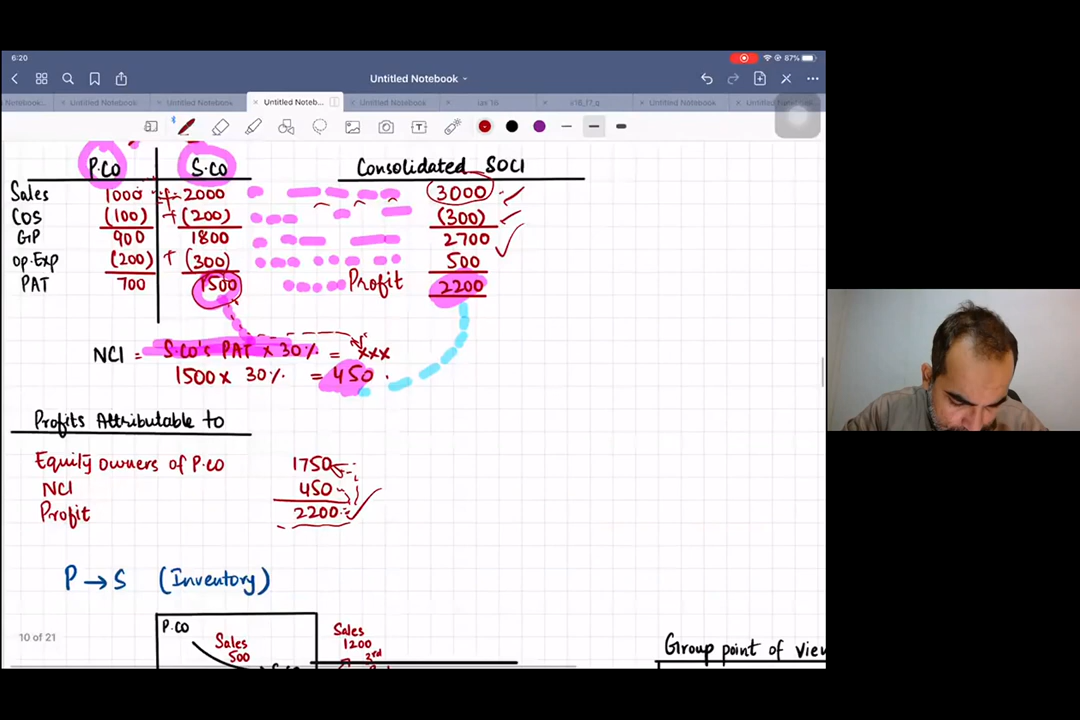 6:20
87%
Untitled Notebook
Notebook
Untitled Notebook
Untitled Notebook
Untitled Noteb...
Untitled Notebook
ias 16
s18_f7_q
Untitled Notebook
P.CO S.CO Consolidated SOCI
Sales 1000 + 2000 3000
COS (100) + (200) (300)
GP 900 1800 2700
op.Exp (200) + (300) 500
PAT 700 1500 Profit 2200
NCI = S.CO's PAT x 30% = xxx
1500 x 30% = 450
Profits Attributable to
Equity owners of P.CO 1750
NCI 450
Profit 2200
P → S (Inventory)
10 of 21
P.CO
Sales
500
Sales
1200
3rd
Group point of view